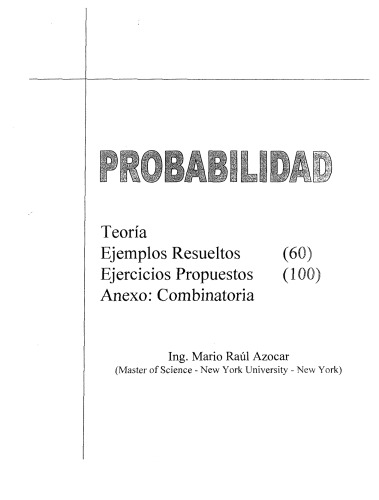 PROBABILIDAD
Teoría
Ejemplos Resueltos (60)
Ejercicios Propuestos (100)
Anexo: Combinatoria
Ing. Mario Raúl Azocar
(Master of Science - New York University - New York)